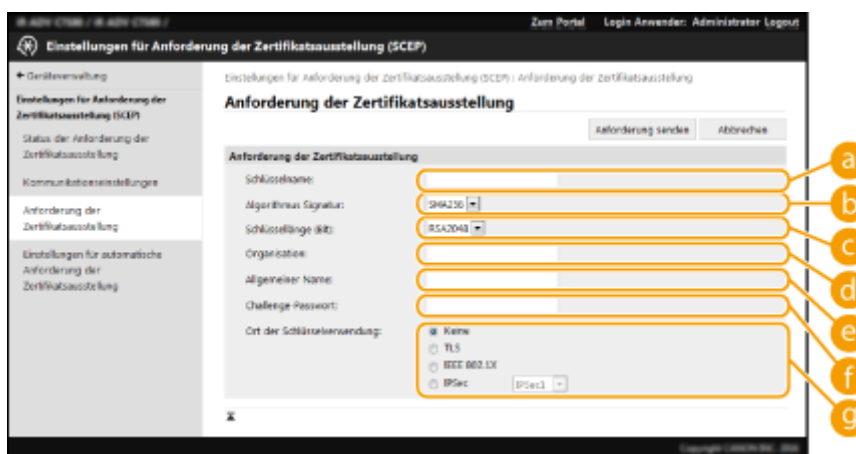 Zum Portal Login Anwender: Administrator Logout
Einstellungen für Anforderung der Zertifikatsausstellung (SCEP)
Geräteverwaltung
Einstellungen für Anforderung der Zertifikatsausstellung (SCEP) : Anforderung der Zertifikatsausstellung
Einstellungen für Anforderung der
Zertifikatsausstellung (SCEP)
Status der Anforderung der
Zertifikatsausstellung
Kommunikationseinstellungen
Anforderung der
Zertifikatsausstellung
Einstellungen für automatische
Anforderung der
Zertifikatsausstellung
Anforderung der Zertifikatsausstellung
Anforderung senden Abbrechen
Anforderung der Zertifikatsausstellung
Schlüsselname:
a
Algorithmus Signatur: SHA256
b
Schlüssellänge (Bit): RSA2048
c
Organisation:
d
Allgemeiner Name:
e
Challenge-Passwort:
f
Ort der Schlüsselverwendung: Keine
TLS
IEEE 802.1X
IPSec IPSec1
g
Copyright CANON INC.